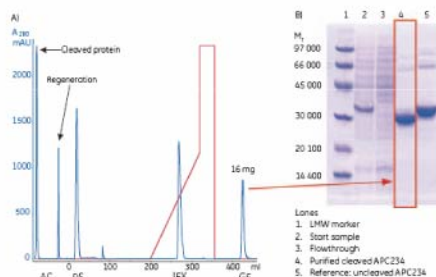 A)
A 280
mAU
2000
1500
1000
500
0
Cleaved protein
Regeneration
16 mg
0 100 200 300 400 ml
AC DS IEX GF
B)
1 2 3 4 5
Mr
97 000
66 000
45 000
30 000
20 100
14 400
Lanes
1. LMW marker
2. Start sample
3. Flowthrough
4. Purified cleaved APC234
5. Reference: uncleaved APC234